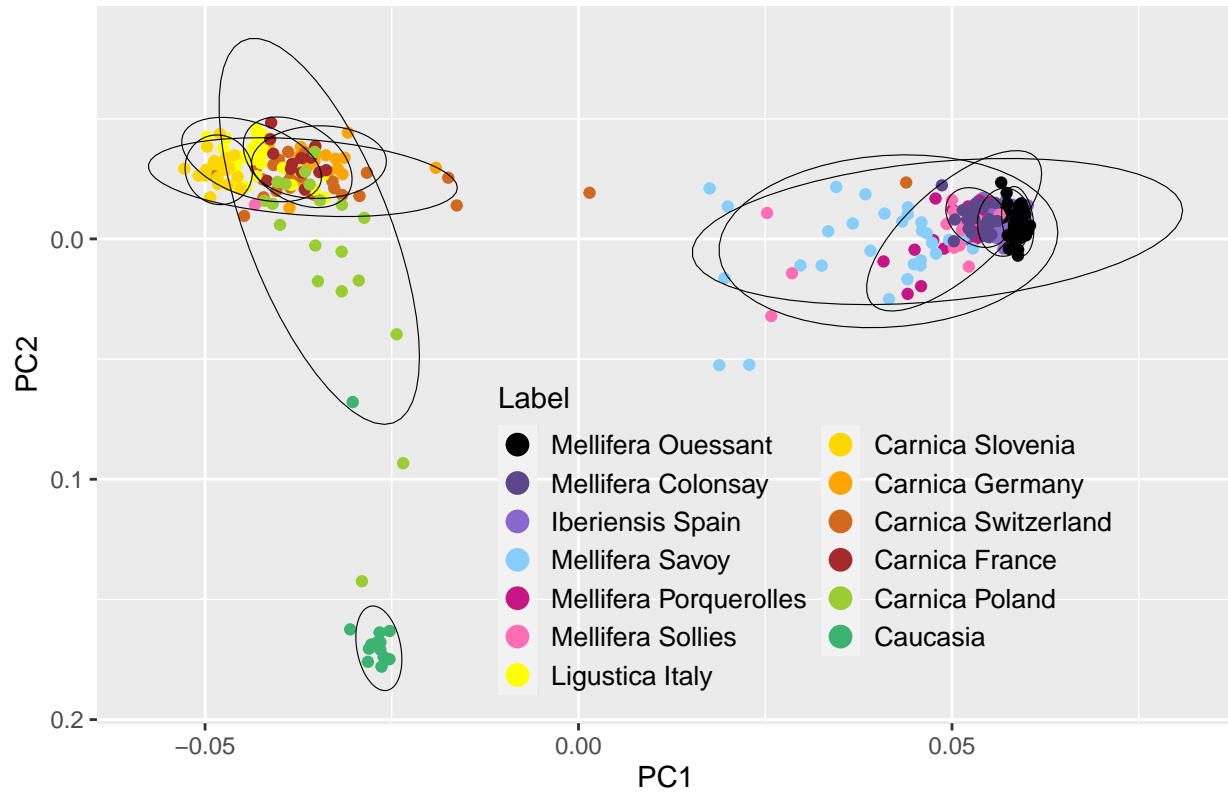 0.0
0.1
0.2
PC2
−0.05
0.00
0.05
PC1
Label
Mellifera Ouessant
Mellifera Colonsay
Iberiensis Spain
Mellifera Savoy
Mellifera Porquerolles
Mellifera Sollies
Ligustica Italy
Carnica Slovenia
Carnica Germany
Carnica Switzerland
Carnica France
Carnica Poland
Caucasia